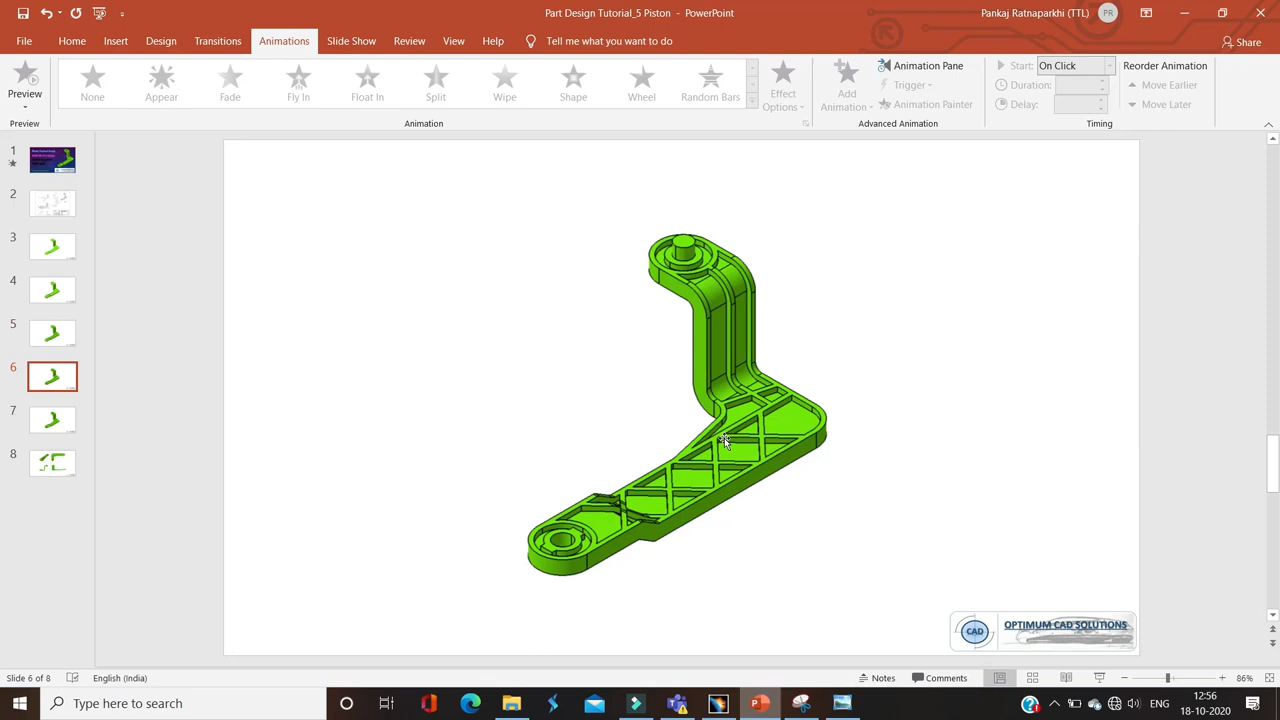 Part Design Tutorial_5 Piston - PowerPoint
Pankaj Ratnaparkhi (TTL) PR
File Home Insert Design Transitions Animations Slide Show Review View Help Tell me what you want to do Share
Preview
None Appear Fade Fly In Float In Split Wipe Shape Wheel Random Bars
Effect Options
Add Animation
Animation Pane
Trigger
Animation Painter
Start: On Click
Duration:
Delay:
Reorder Animation
Move Earlier
Move Later
Preview Animation Advanced Animation Timing
1
2
3
4
5
6
7
8
CAD OPTIMUM CAD SOLUTIONS
Slide 6 of 8 English (India) Notes Comments 86%
Type here to search
ENG
12:56
18-10-2020